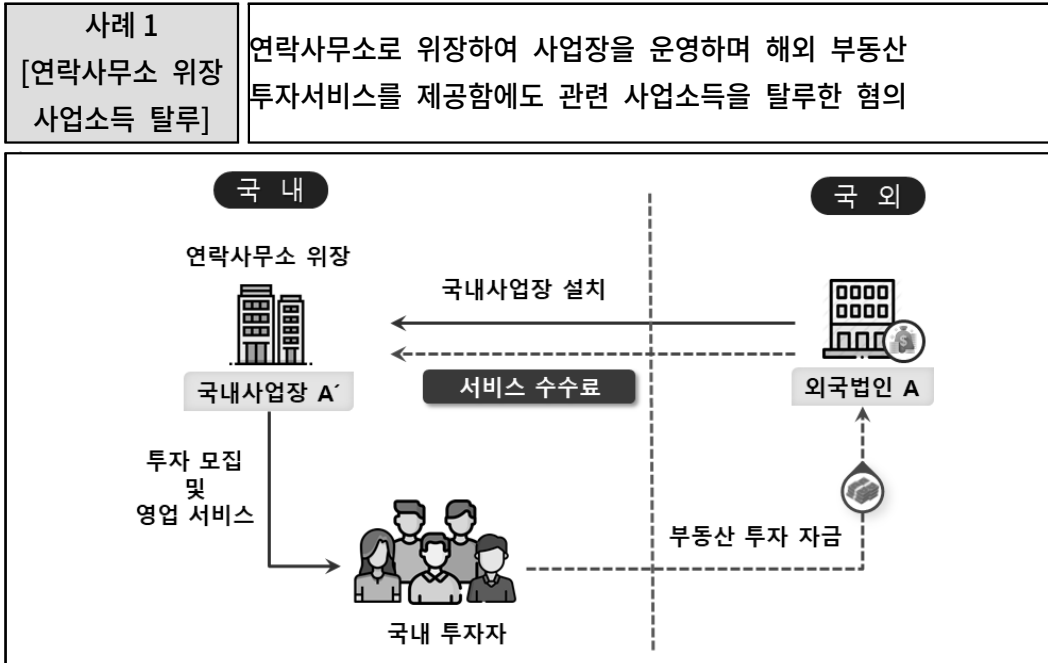 사례 1
[연락사무소 위장
사업소득 탈루]
연락사무소로 위장하여 사업장을 운영하며 해외 부동산
투자서비스를 제공함에도 관련 사업소득을 탈루한 혐의
국 내
국 외
연락사무소 위장
국내사업장 설치
서비스 수수료
국내사업장 A´
외국법인 A
투자 모집
및
영업 서비스
부동산 투자 자금
국내 투자자